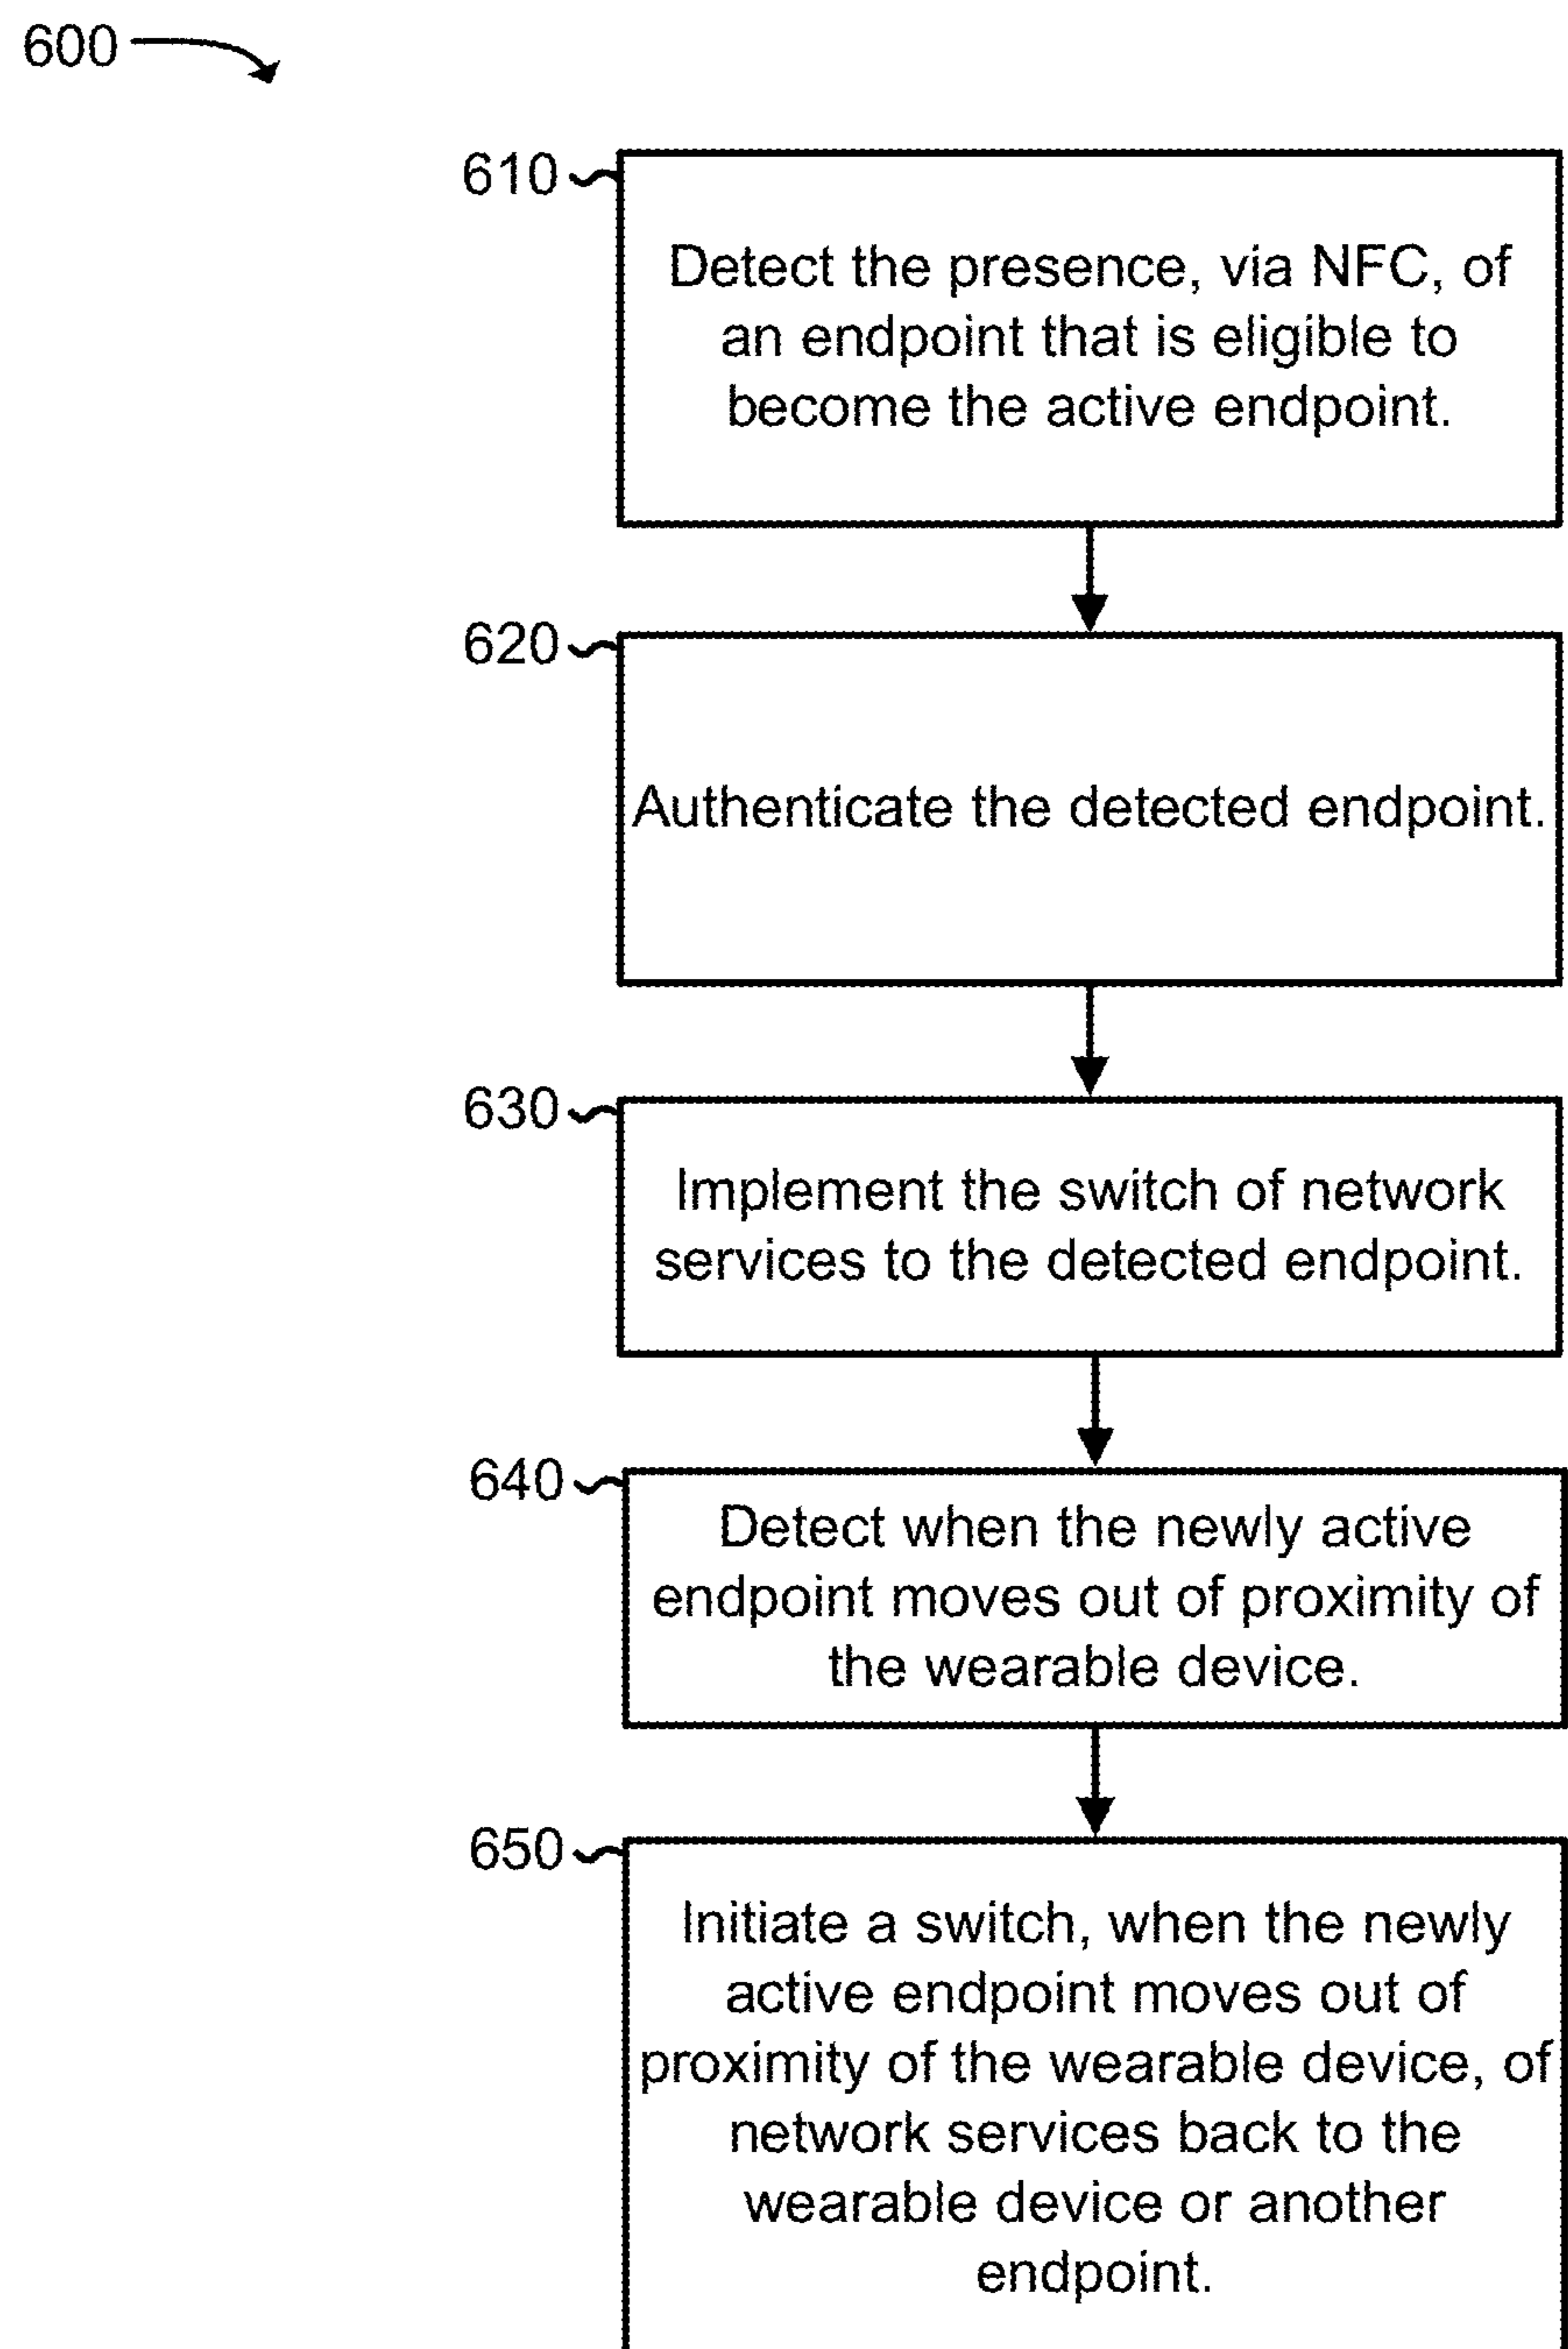 600
610
Detect the presence, via NFC, of
an endpoint that is eligible to
become the active endpoint.
620
Authenticate the detected endpoint.
630
Implement the switch of network
services to the detected endpoint.
640
Detect when the newly active
endpoint moves out of proximity of
the wearable device.
650
Initiate a switch, when the newly
active endpoint moves out of
proximity of the wearable device, of
network services back to the
wearable device or another
endpoint.